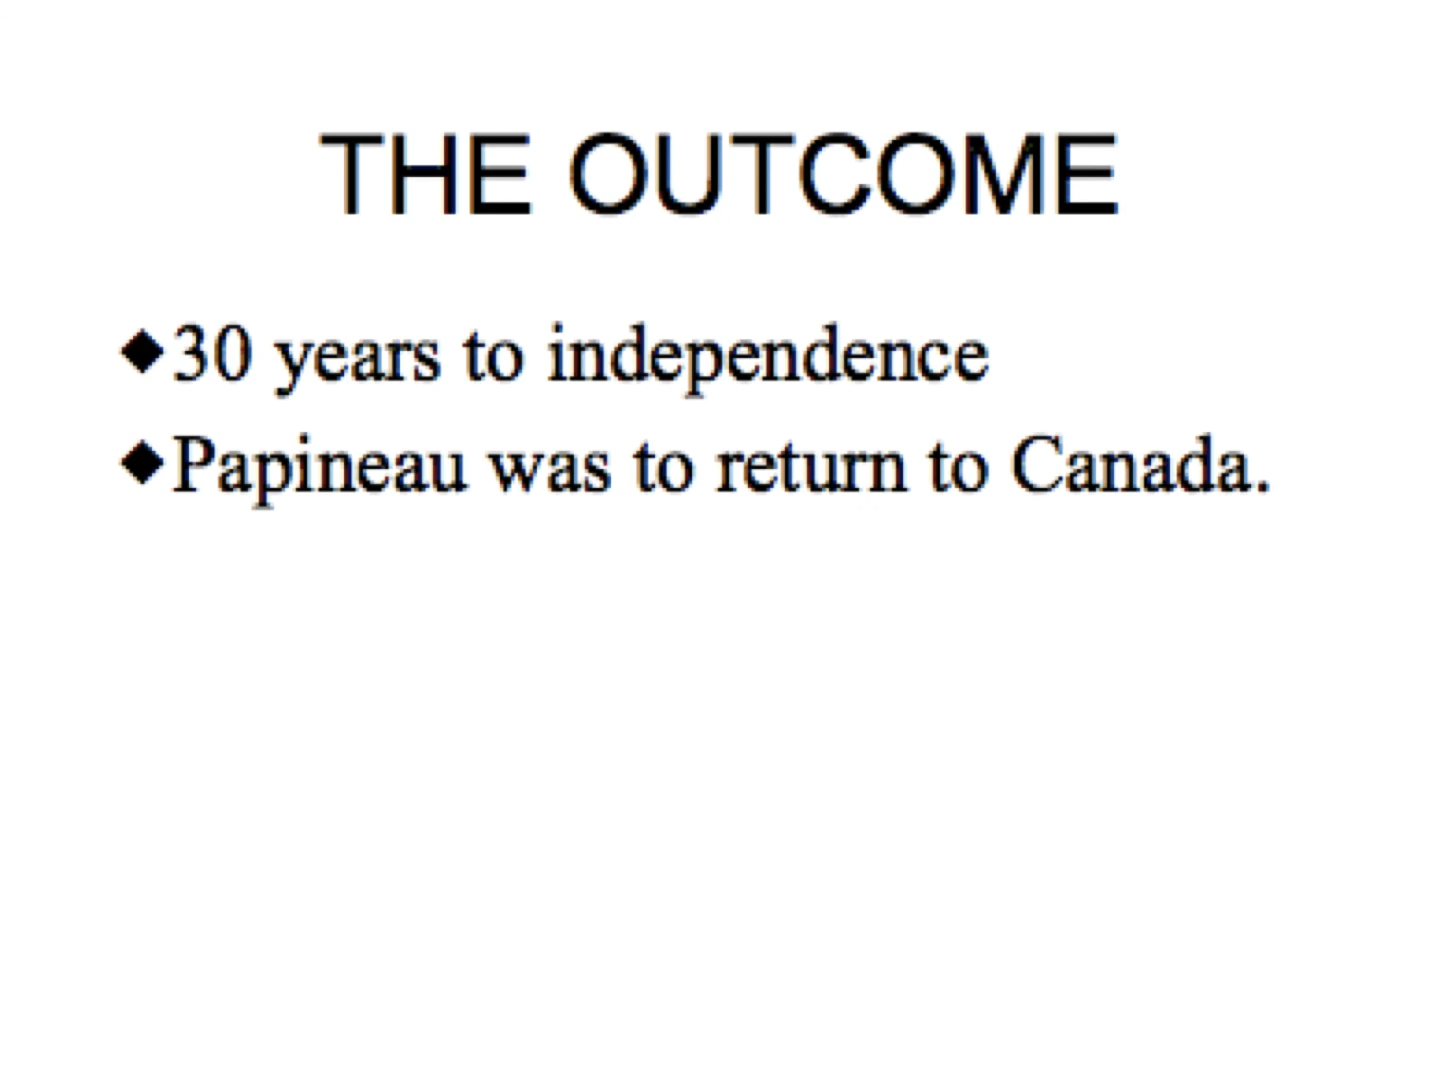 THE OUTCOME
◆30 years to independence
◆Papineau was to return to Canada.